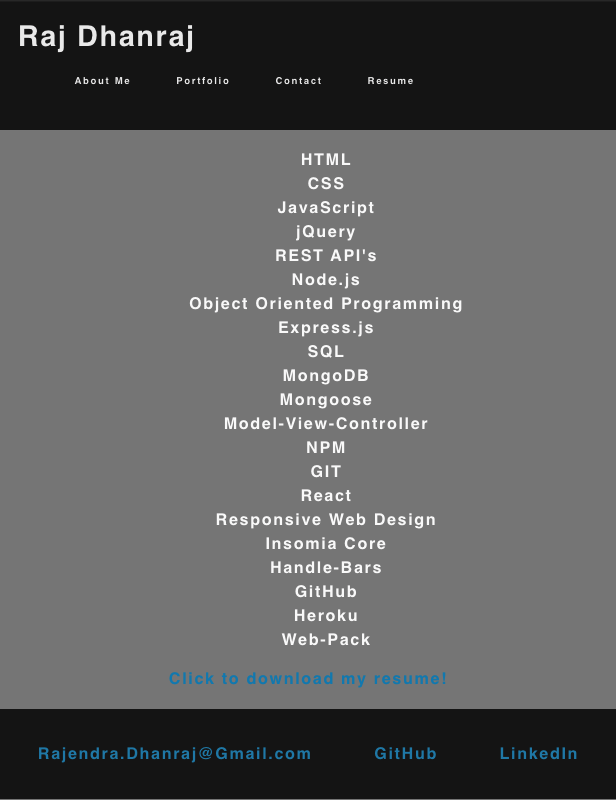 Raj Dhanraj
About Me Portfolio Contact Resume
HTML
CSS
JavaScript
jQuery
REST API's
Node.js
Object Oriented Programming
Express.js
SQL
MongoDB
Mongoose
Model-View-Controller
NPM
GIT
React
Responsive Web Design
Insomia Core
Handle-Bars
GitHub
Heroku
Web-Pack
Click to download my resume!
Rajendra.Dhanraj@Gmail.com GitHub LinkedIn